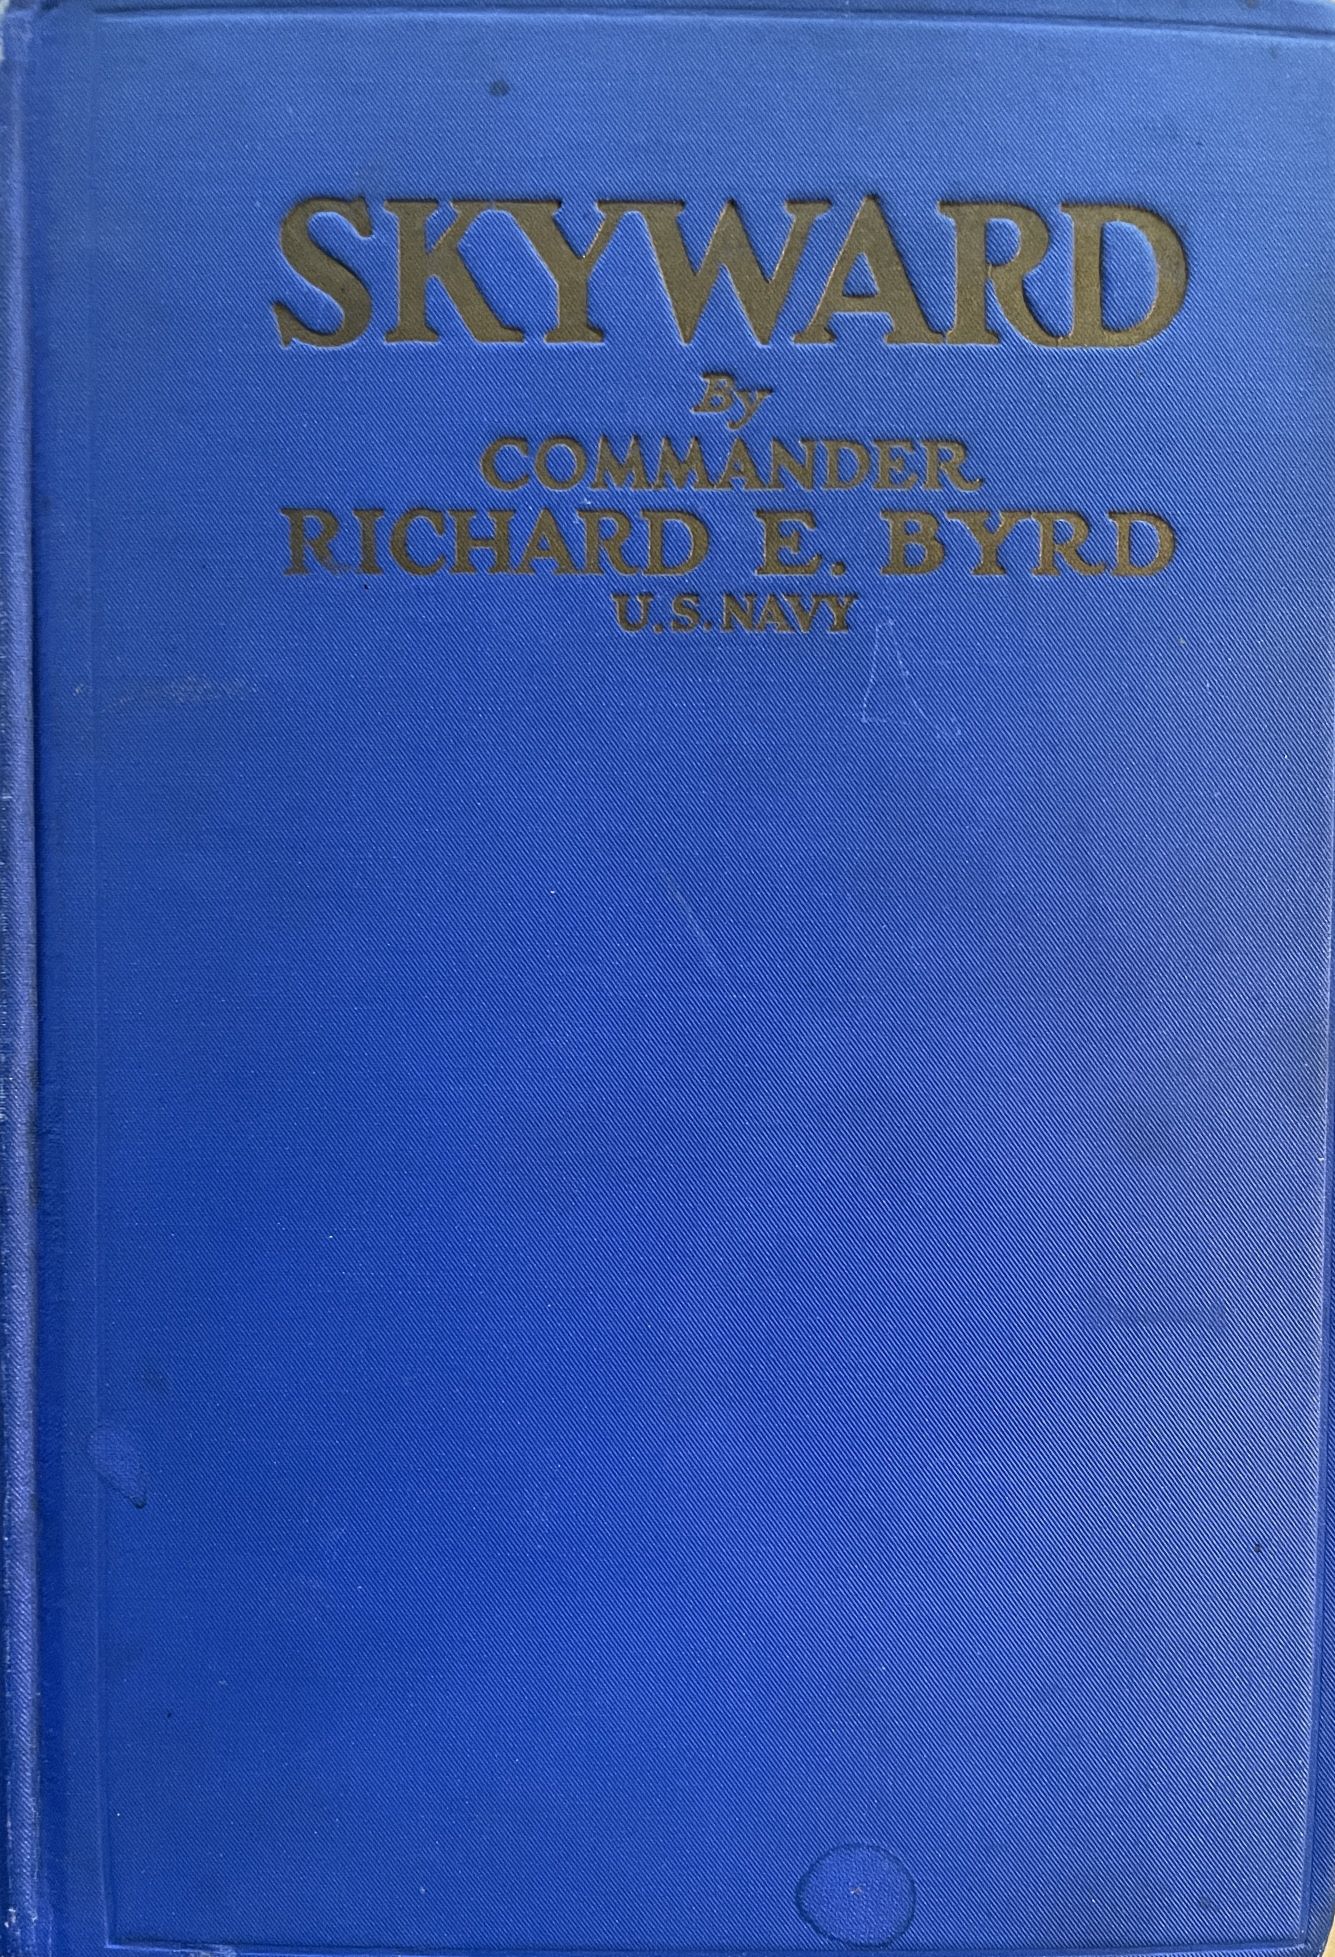 SKYWARD
By
COMMANDER
RICHARD E. BYRD
U.S. NAVY